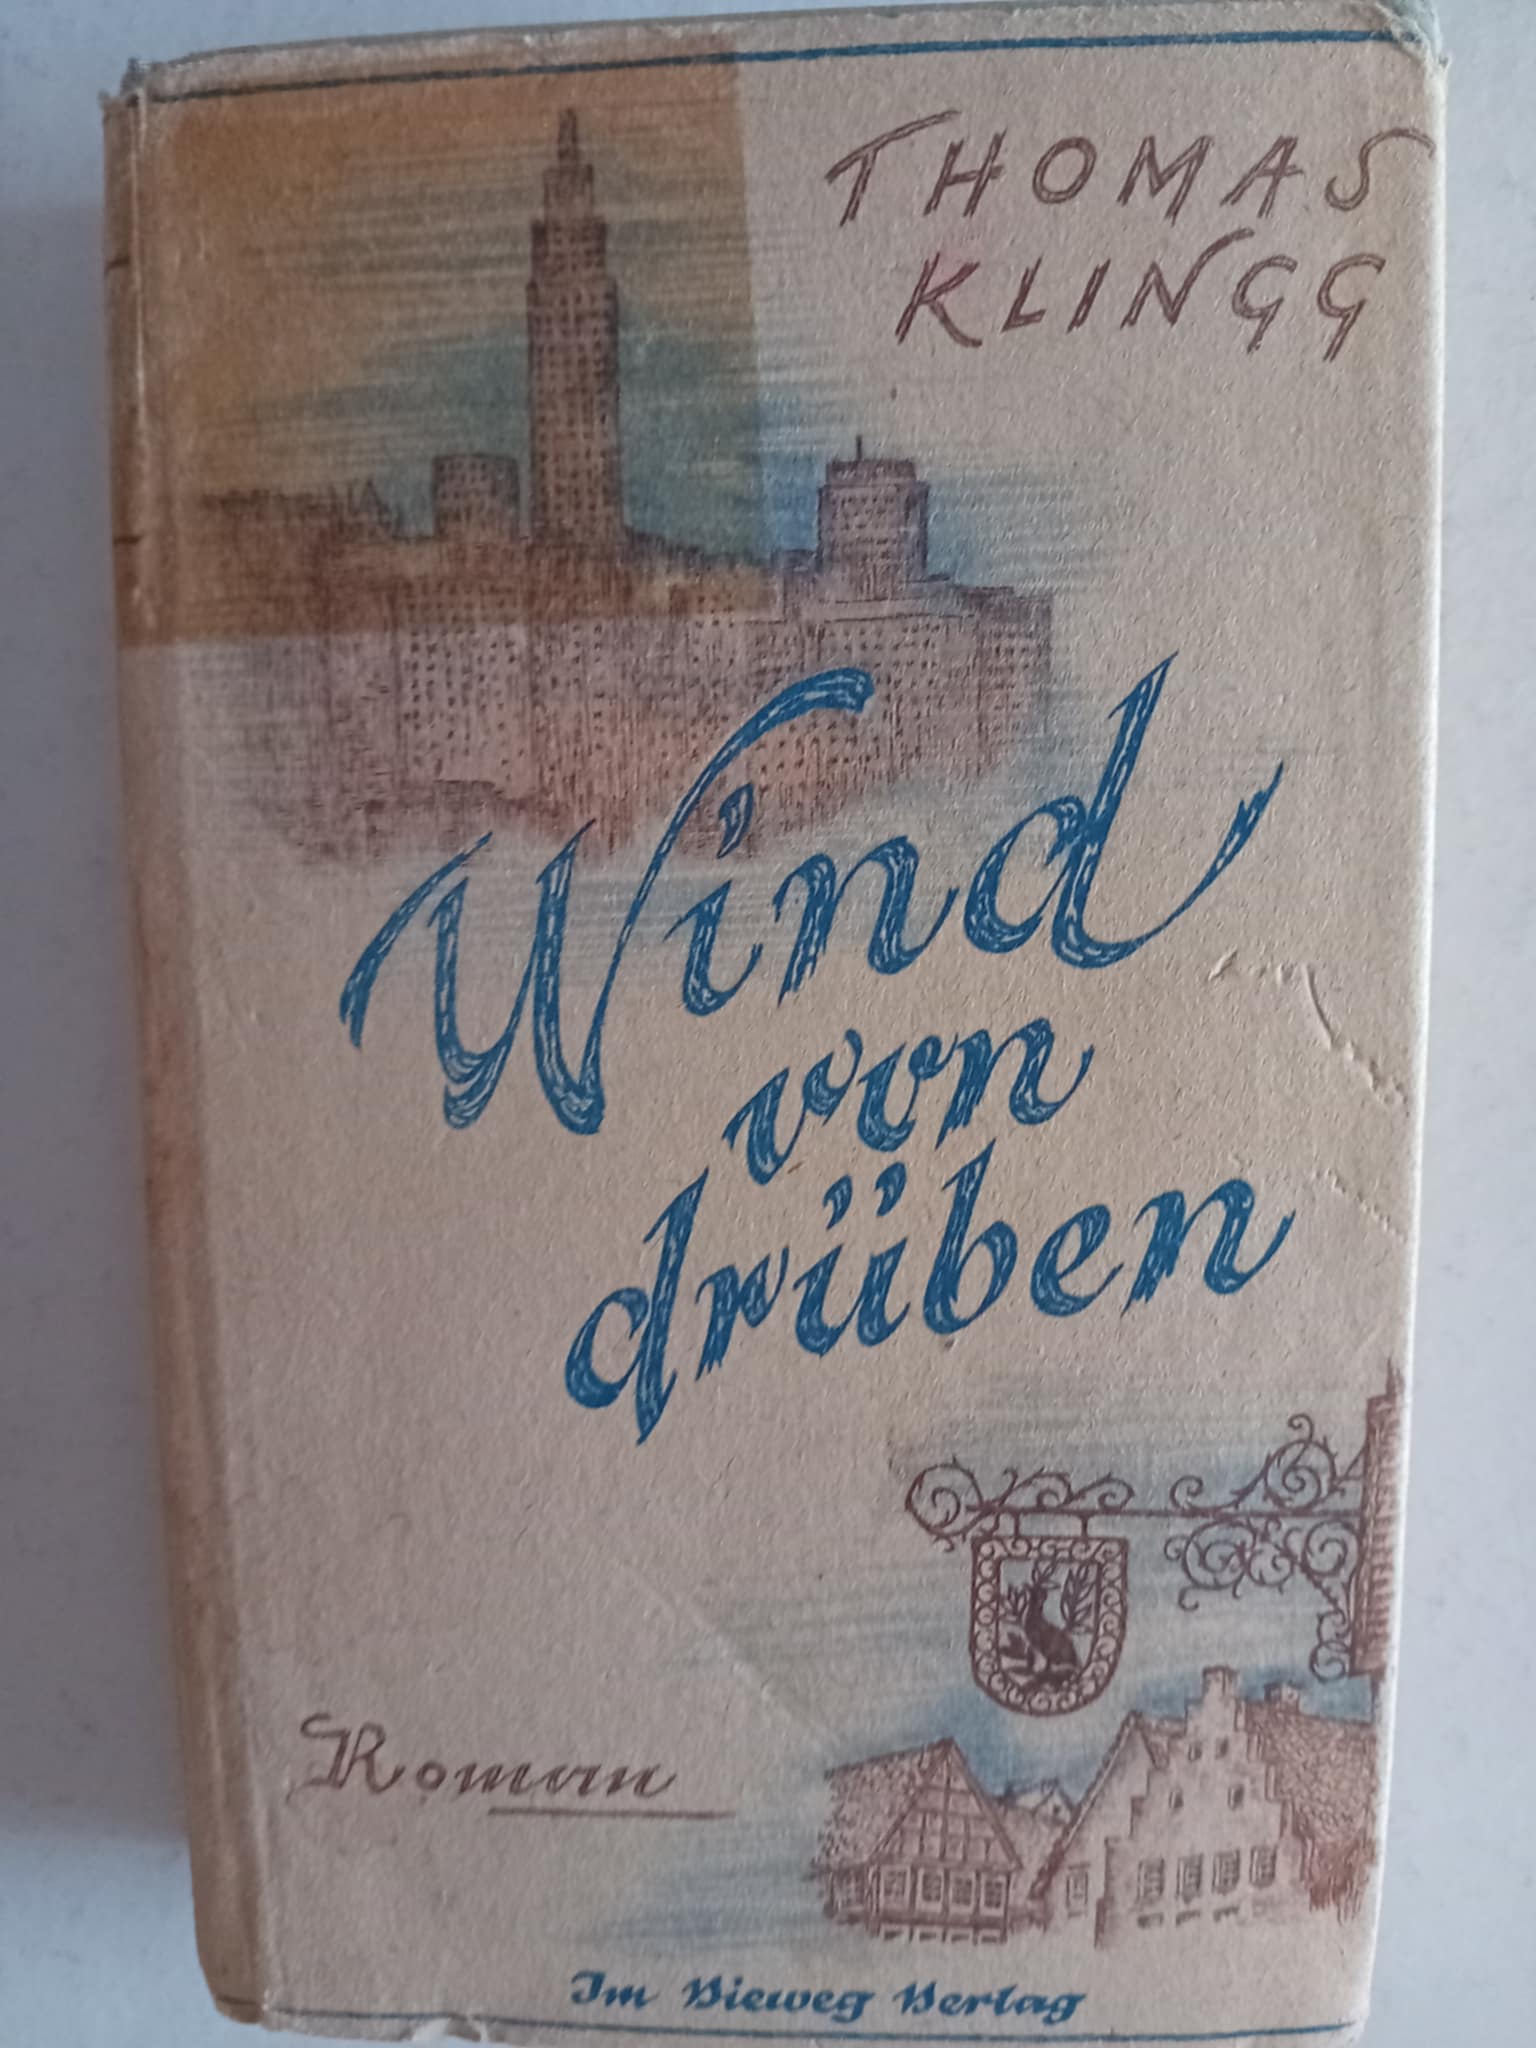 THOMAS
KLINGG
Wind
von
drüben
Roman
Im Vieweg Verlag